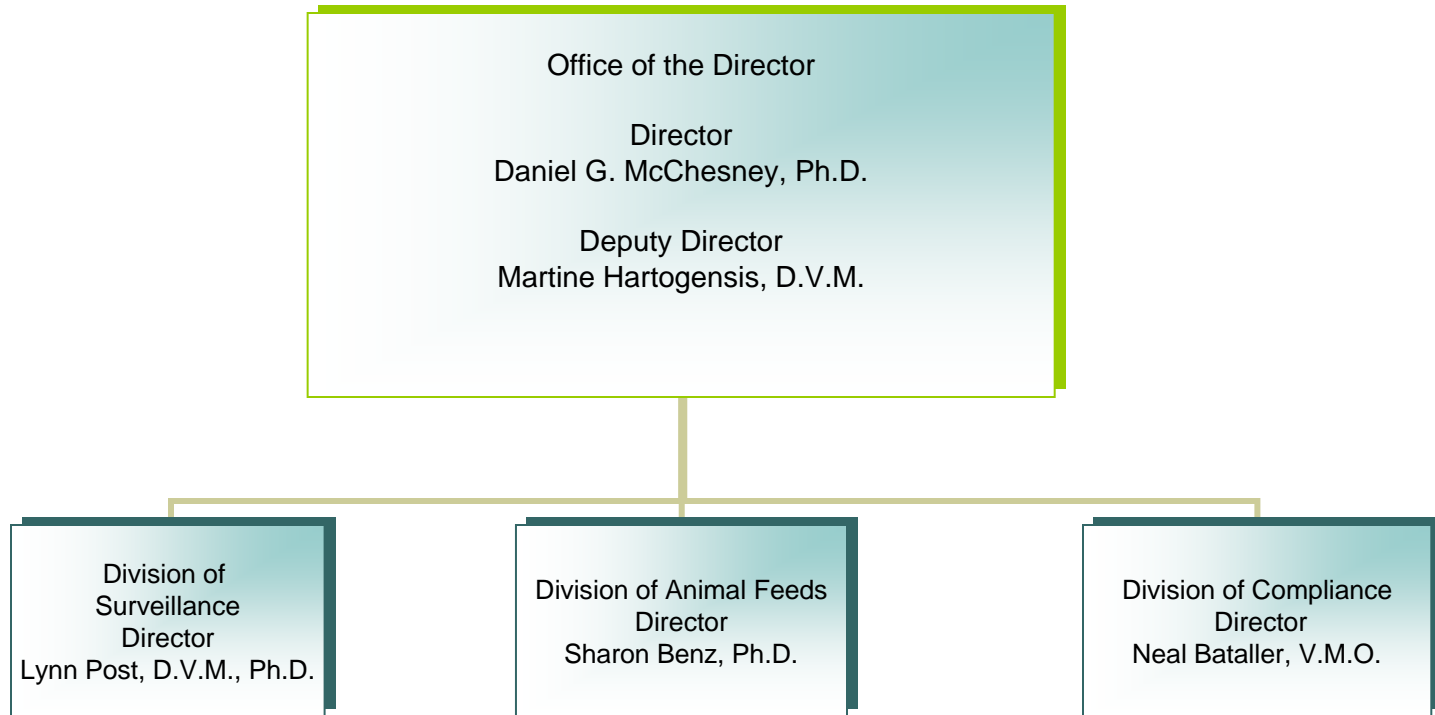 Office of the Director
Director
Daniel G. McChesney, Ph.D.
Deputy Director
Martine Hartogensis, D.V.M.
Division of
Surveillance
Director
Lynn Post, D.V.M., Ph.D.
Division of Animal Feeds
Director
Sharon Benz, Ph.D.
Division of Compliance
Director
Neal Bataller, V.M.O.